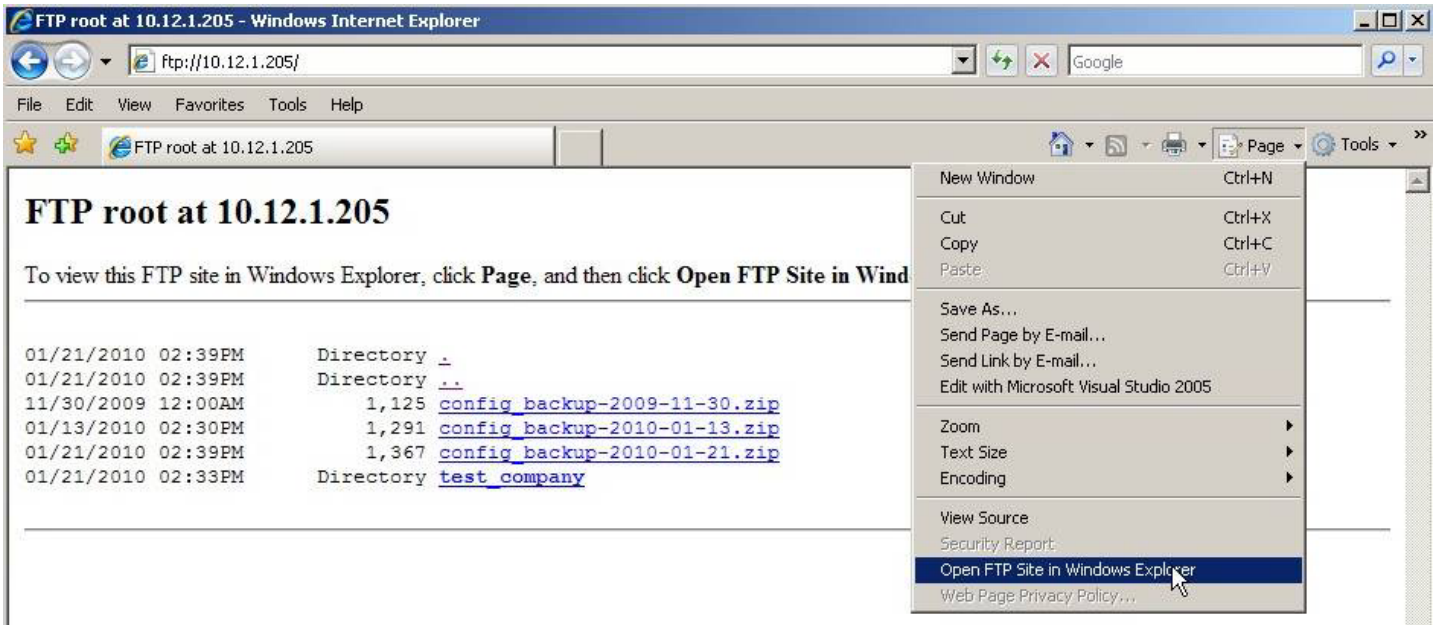 FTP root at 10.12.1.205 - Windows Internet Explorer
ftp://10.12.1.205/
Google
File Edit View Favorites Tools Help
FTP root at 10.12.1.205
Page Tools »
FTP root at 10.12.1.205
To view this FTP site in Windows Explorer, click Page, and then click Open FTP Site in Wind
01/21/2010 02:39PM Directory .
01/21/2010 02:39PM Directory ..
11/30/2009 12:00AM 1,125 config_backup-2009-11-30.zip
01/13/2010 02:30PM 1,291 config_backup-2010-01-13.zip
01/21/2010 02:39PM 1,367 config_backup-2010-01-21.zip
01/21/2010 02:33PM Directory test_company
New Window Ctrl+N
Cut Ctrl+X
Copy Ctrl+C
Paste Ctrl+V
Save As...
Send Page by E-mail...
Send Link by E-mail...
Edit with Microsoft Visual Studio 2005
Zoom
Text Size
Encoding
View Source
Security Report
Open FTP Site in Windows Explorer
Web Page Privacy Policy...